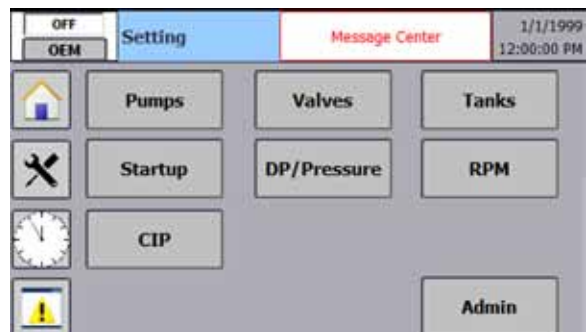 OFF
OEM
Setting
Message Center
1/1/1999
12:00:00 PM
Pumps
Valves
Tanks
Startup
DP/Pressure
RPM
CIP
Admin